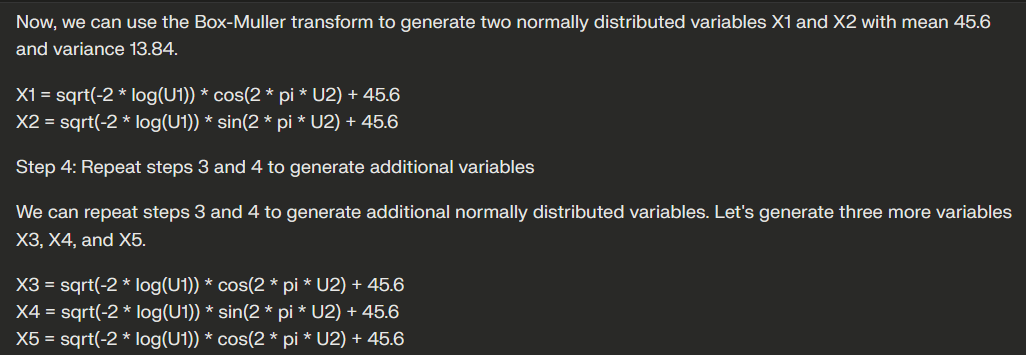 Now, we can use the Box-Muller transform to generate two normally distributed variables X1 and X2 with mean 45.6
and variance 13.84.
X1 = sqrt(-2 * log(U1)) * cos(2 * pi * U2) + 45.6
X2 = sqrt(-2 * log(U1)) * sin(2 * pi * U2) + 45.6
Step 4: Repeat steps 3 and 4 to generate additional variables
We can repeat steps 3 and 4 to generate additional normally distributed variables. Let's generate three more variables
X3, X4, and X5.
X3 = sqrt(-2 * log(U1)) * cos(2 * pi * U2) + 45.6
X4 = sqrt(-2 * log(U1)) * sin(2 * pi * U2) + 45.6
X5 = sqrt(-2 * log(U1)) * cos(2 * pi * U2) + 45.6